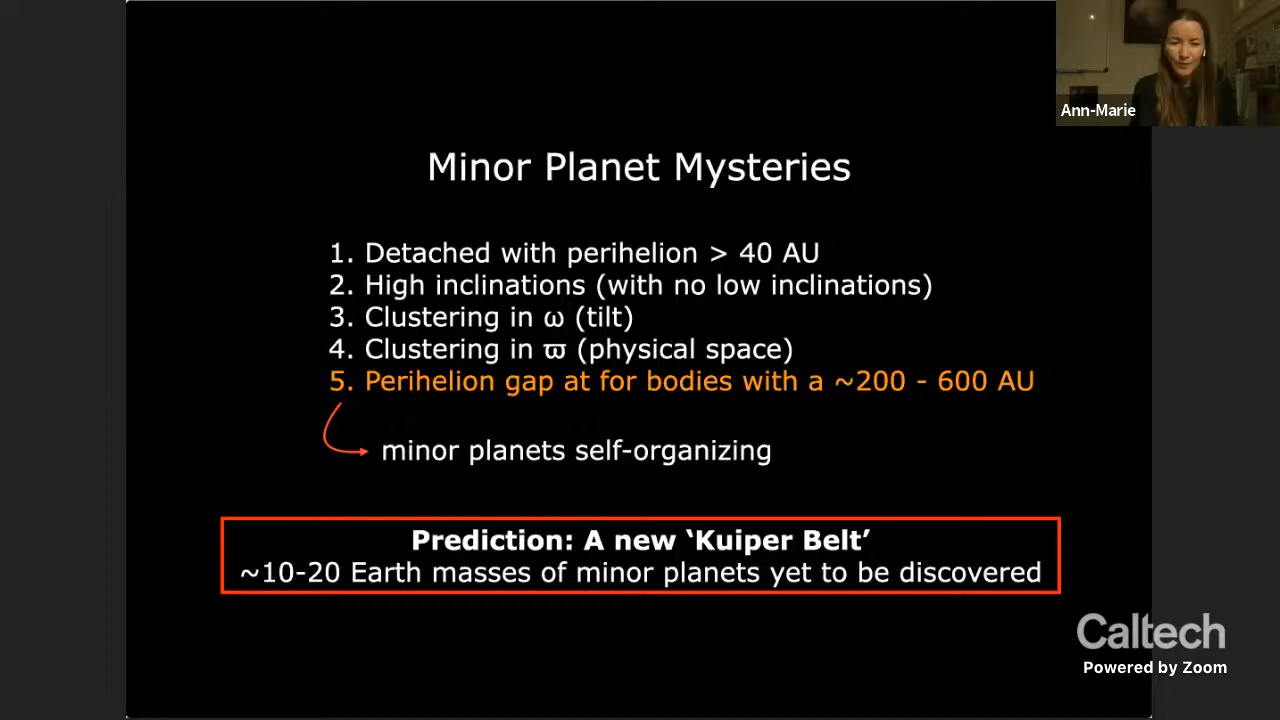 Ann-Marie
Minor Planet Mysteries
1. Detached with perihelion > 40 AU
2. High inclinations (with no low inclinations)
3. Clustering in ω (tilt)
4. Clustering in ϖ (physical space)
5. Perihelion gap at for bodies with a ~200 - 600 AU
minor planets self-organizing
Prediction: A new ‘Kuiper Belt’
~10-20 Earth masses of minor planets yet to be discovered
Caltech
Powered by Zoom